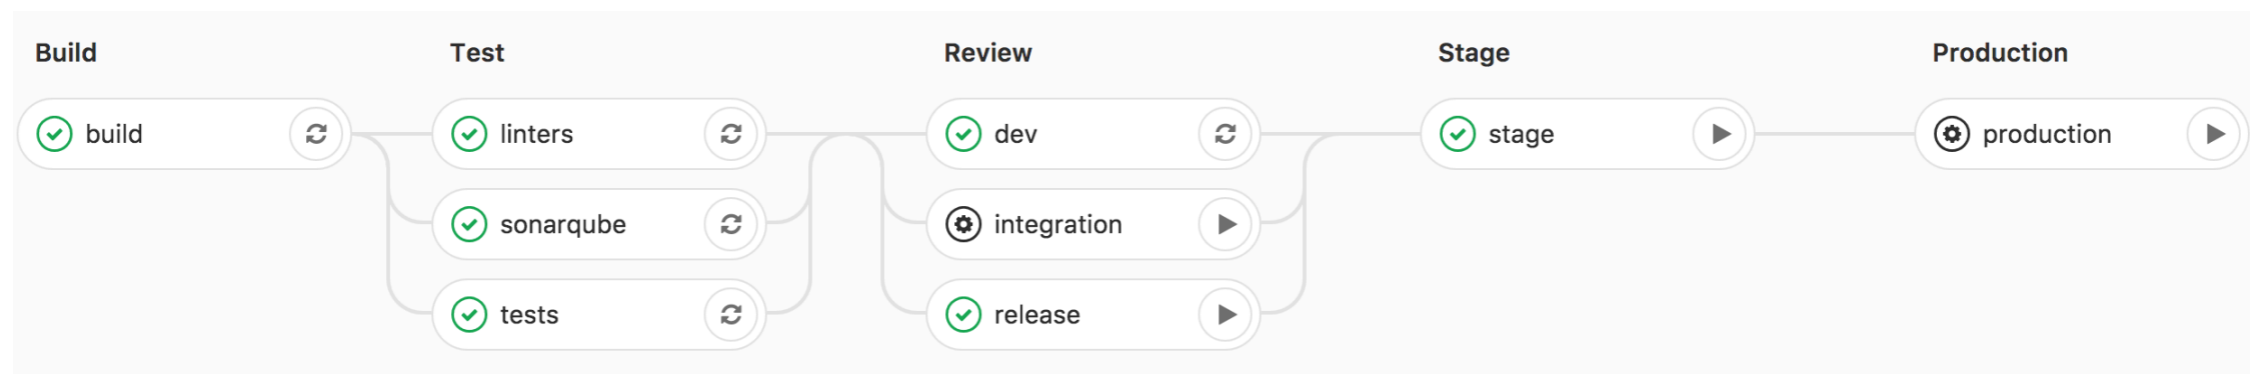 Build
Test
Review
Stage
Production
build
linters
dev
stage
production
sonarqube
integration
tests
release